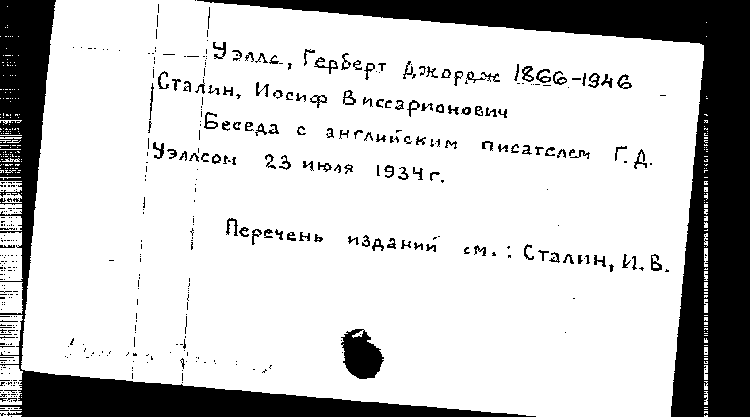 Уэллс, Герберт Джордж 1866-1946
Сталин, Иосиф Виссарионович
Беседа с английским писателем Г.Д.
Уэллсом 23 июля 1934 г.
Перечень изданий см.: Сталин, И.В.